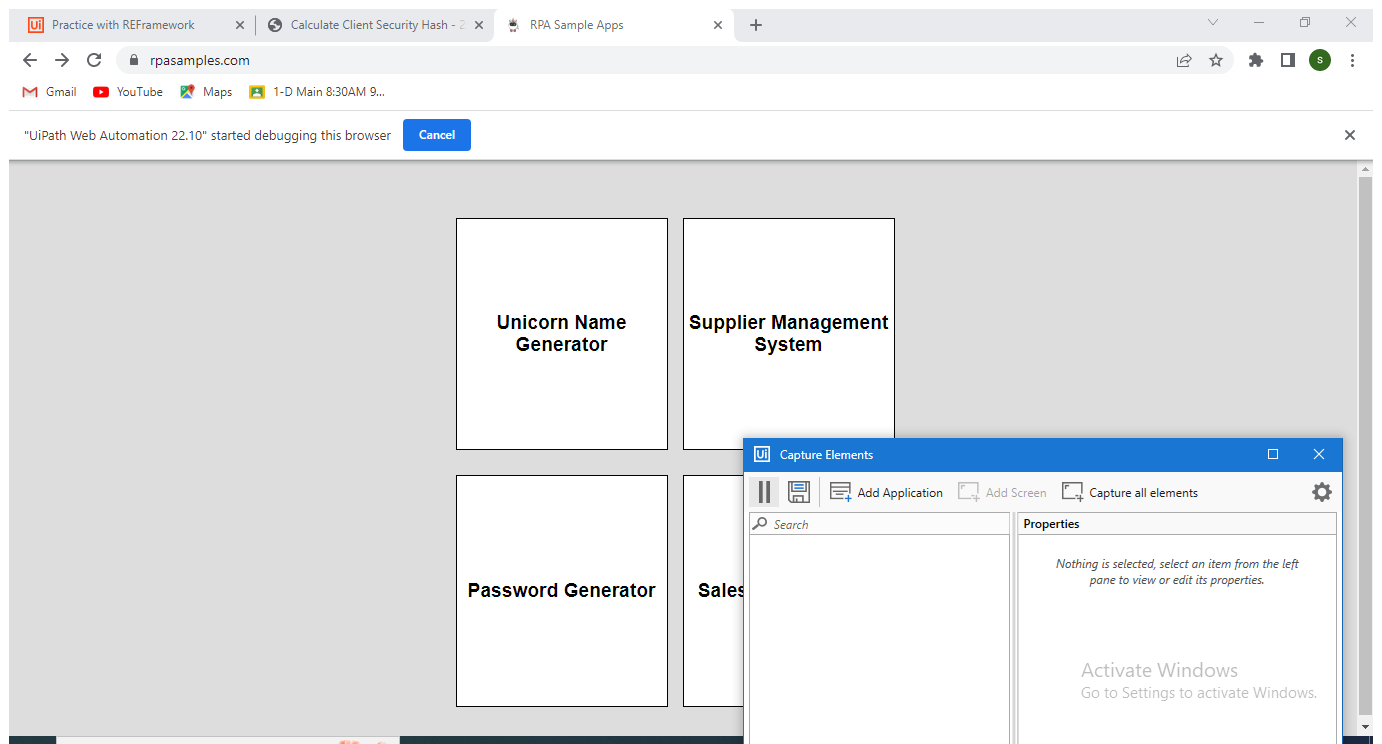 Ui Practice with REFramework
Calculate Client Security Hash - 2
RPA Sample Apps
rpasamples.com
S
Gmail
YouTube
Maps
1-D Main 8:30AM 9...
"UiPath Web Automation 22.10" started debugging this browser
Cancel
Unicorn Name
Generator
Supplier Management
System
Password Generator
Sales
Ui Capture Elements
Add Application
Add Screen
Capture all elements
Search
Properties
Nothing is selected, select an item from the left
pane to view or edit its properties.
Activate Windows
Go to Settings to activate Windows.